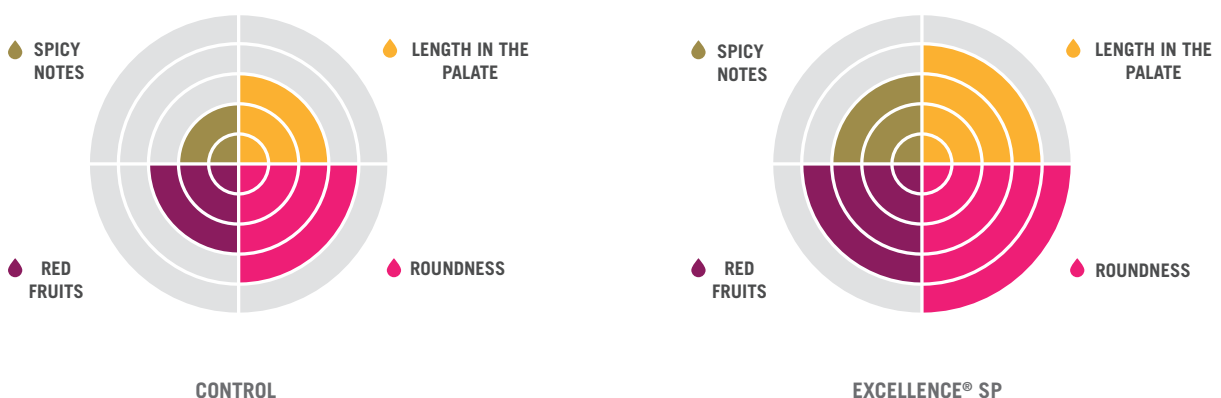 SPICY
NOTES
LENGTH IN THE
PALATE
RED
FRUITS
ROUNDNESS
CONTROL
SPICY
NOTES
LENGTH IN THE
PALATE
RED
FRUITS
ROUNDNESS
EXCELLENCE® SP